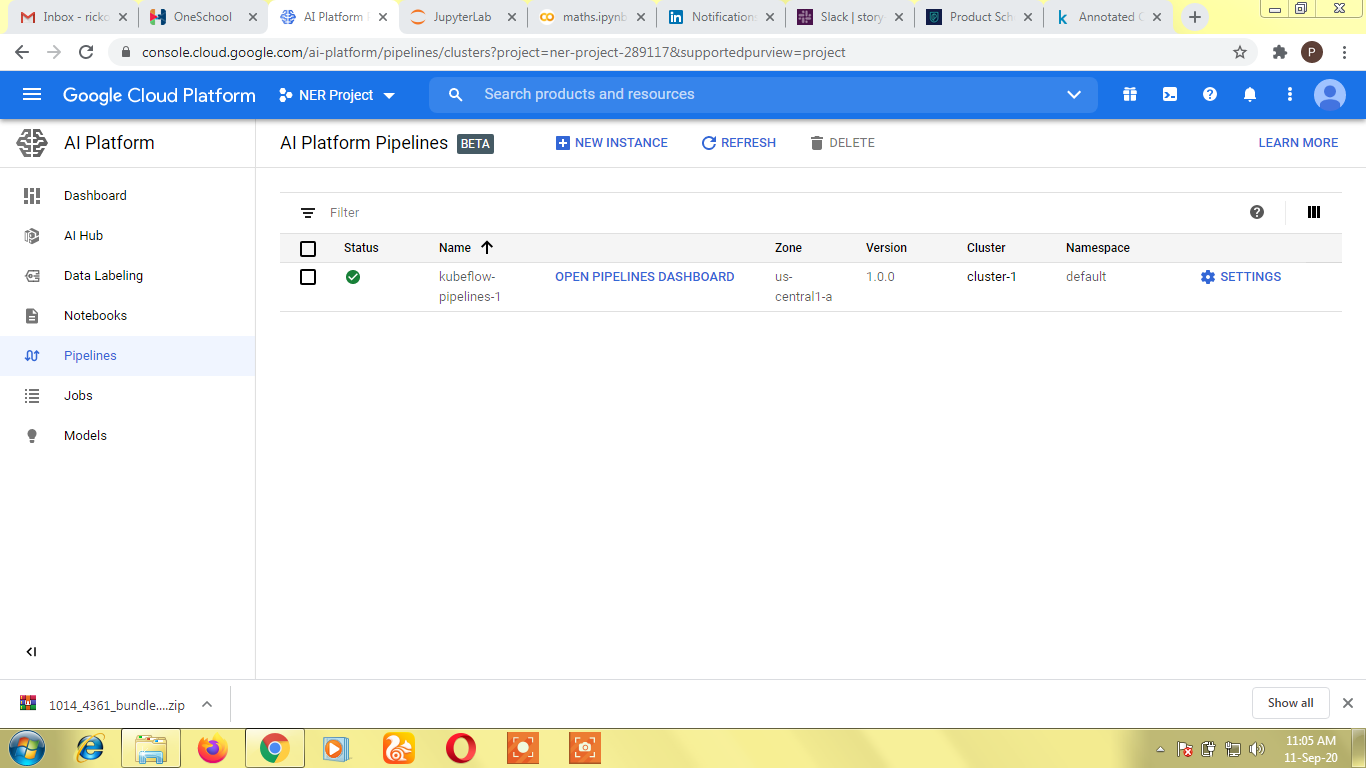 Inbox - rickc
OneSchool
AI Platform
JupyterLab
maths.ipynb
Notification
Slack | story
Product Sch
Annotated
console.cloud.google.com/ai-platform/pipelines/clusters?project=ner-project-289117&supportedpurview=project
P
Google Cloud Platform
NER Project
Search products and resources
AI Platform
AI Platform Pipelines BETA
NEW INSTANCE
REFRESH
DELETE
LEARN MORE
Dashboard
AI Hub
Data Labeling
Notebooks
Pipelines
Jobs
Models
Filter
Status Name Zone Version Cluster Namespace
kubeflow- OPEN PIPELINES DASHBOARD us- 1.0.0 cluster-1 default SETTINGS
pipelines-1 central1-a
1014_4361_bundle....zip
Show all
11:05 AM
11-Sep-20